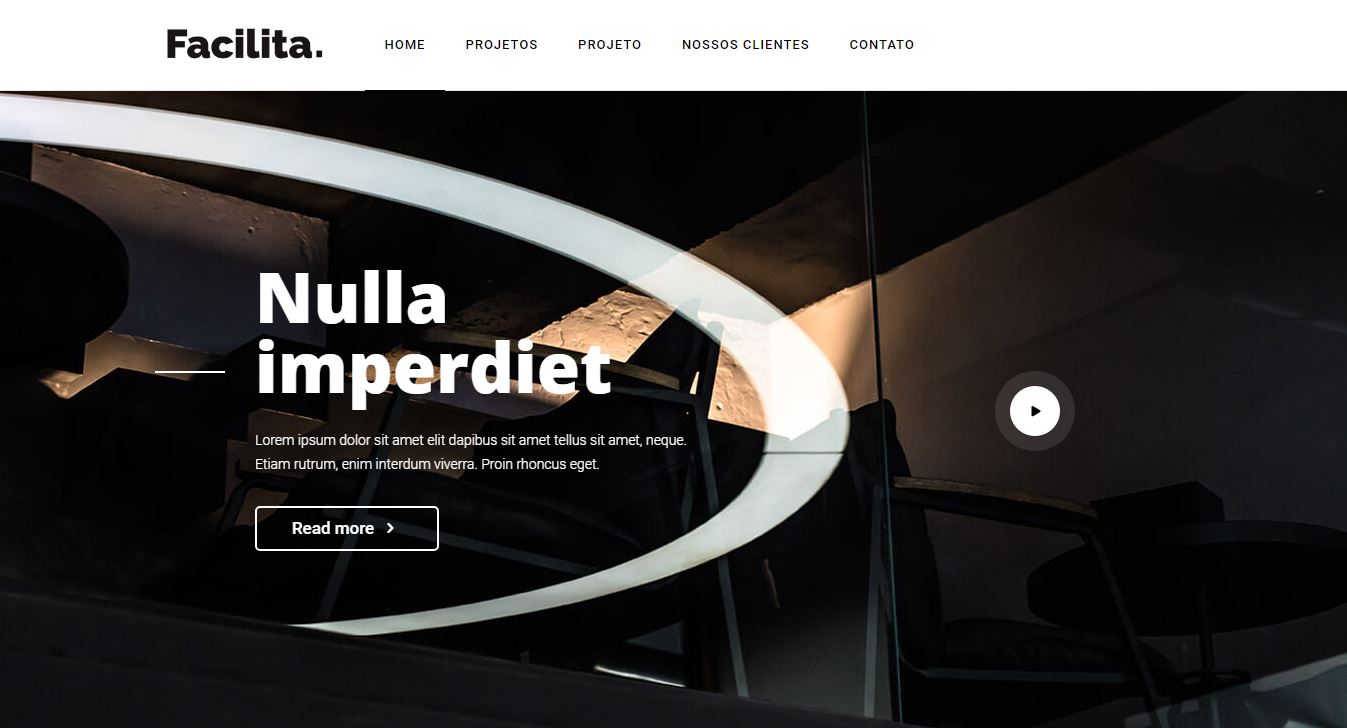 Facilita.
HOME PROJETOS PROJETO NOSSOS CLIENTES CONTATO
Nulla
imperdiet
Lorem ipsum dolor sit amet elit dapibus sit amet tellus sit amet, neque.
Etiam rutrum, enim interdum viverra. Proin rhoncus eget.
Read more